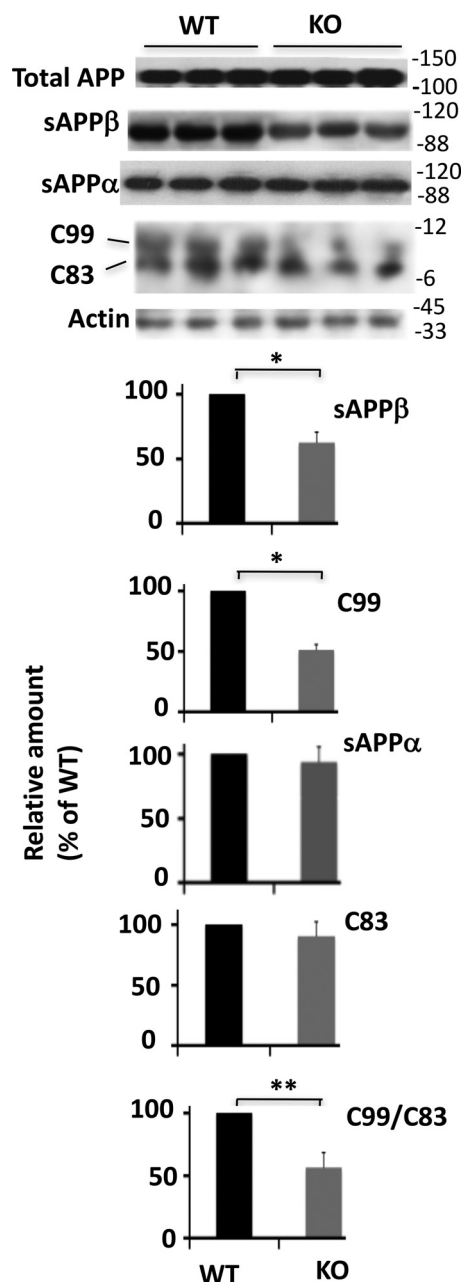 WT KO
Total APP -150
-100
sAPPβ -120
-88
sAPPα -120
-88
C99 -12
C83 -6
Actin -45
-33
*
100 sAPPβ
50
0
*
100 C99
50
0
Relative amount
(% of WT)
sAPPα
100
50
0
C83
100
50
0
**
100 C99/C83
50
0
WT KO